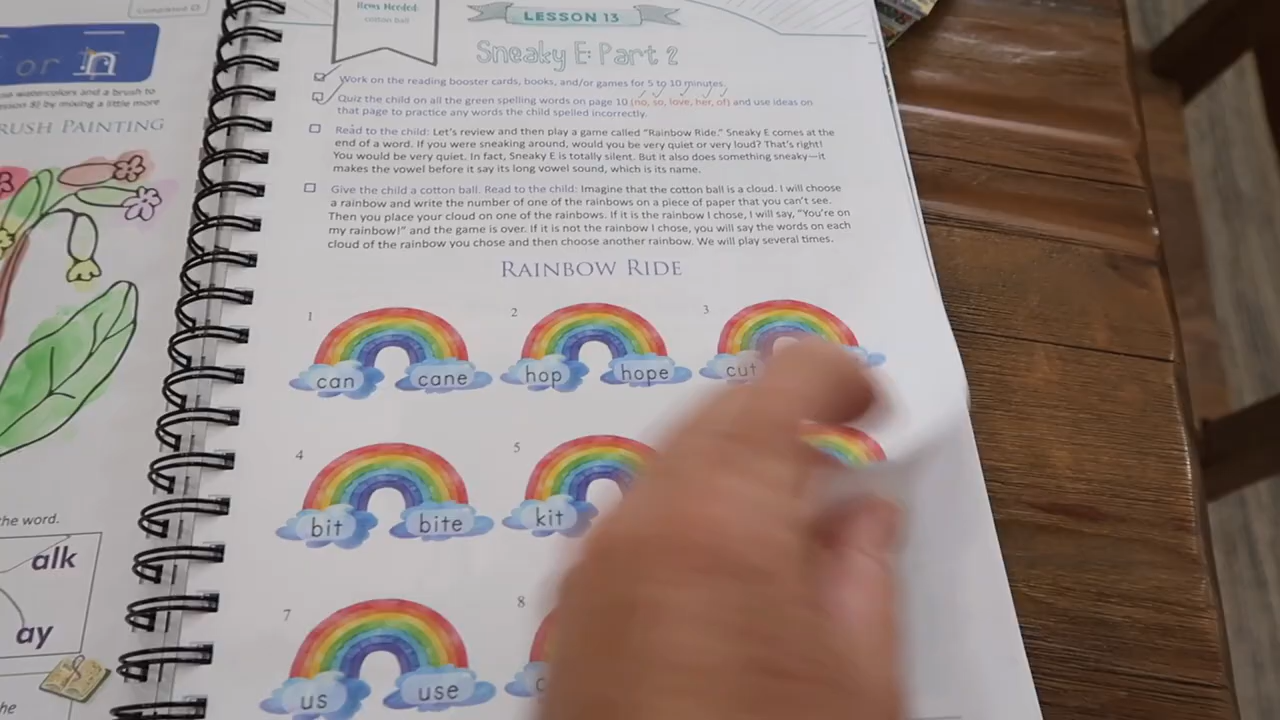 Completed
or n
and a brush to
by mixing a little more
RUSH PAINTING
the word.
alk
ay
he
Items Needed:
cotton ball
LESSON 13
Sneaky E: Part 2
Work on the reading booster cards, books, and/or games for 5 to 10 minutes.
Quiz the child on all the green spelling words on page 10 (no, so, love, her, of) and use ideas on
that page to practice any words the child spelled incorrectly.
Read to the child: Let's review and then play a game called "Rainbow Ride." Sneaky E comes at the
end of a word. If you were sneaking around, would you be very quiet or very loud? That's right!
You would be very quiet. In fact, Sneaky E is totally silent. But it also does something sneaky—it
makes the vowel before it say its long vowel sound, which is its name.
Give the child a cotton ball. Read to the child: Imagine that the cotton ball is a cloud. I will choose
a rainbow and write the number of one of the rainbows on a piece of paper that you can't see.
Then you place your cloud on one of the rainbows. If it is the rainbow I chose, I will say, "You're on
my rainbow!" and the game is over. If it is not the rainbow I chose, you will say the words on each
cloud of the rainbow you chose and then choose another rainbow. We will play several times.
RAINBOW RIDE
1 2 3
can cane hop hope cut
4 5
bit bite kit
7 8
us use